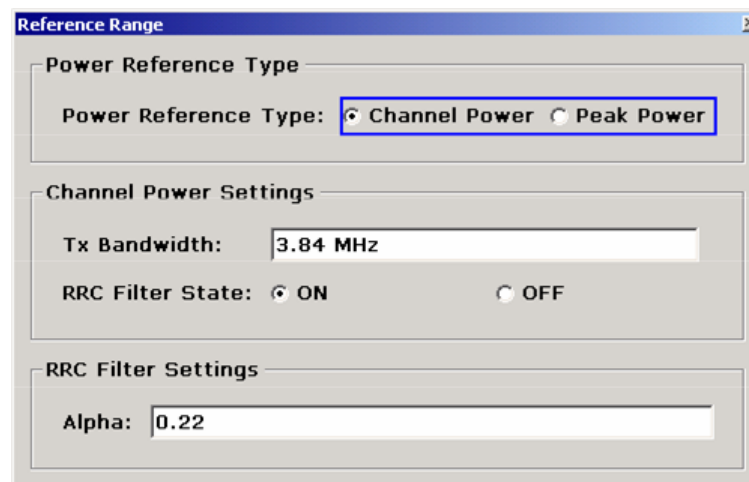 Reference Range
Power Reference Type
Power Reference Type: Channel Power Peak Power
Channel Power Settings
Tx Bandwidth: 3.84 MHz
RRC Filter State: ON OFF
RRC Filter Settings
Alpha: 0.22